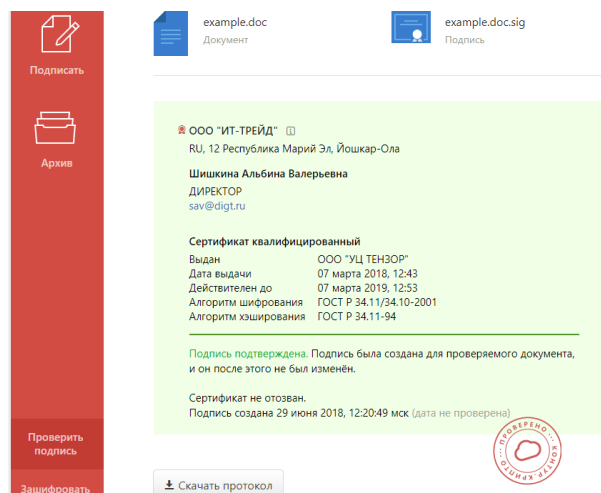 example.doc
Документ
example.doc.sig
Подпись
Подписать
Архив
ООО "ИТ-ТРЕЙД"
RU, 12 Республика Марий Эл, Йошкар-Ола
Шишкина Альбина Валерьевна
ДИРЕКТОР
sav@digt.ru
Сертификат квалифицированный
Выдан ООО "УЦ ТЕНЗОР"
Дата выдачи 07 марта 2018, 12:43
Действителен до 07 марта 2019, 12:53
Алгоритм шифрования ГОСТ Р 34.11/34.10-2001
Алгоритм хэширования ГОСТ Р 34.11-94
Подпись подтверждена. Подпись была создана для проверяемого документа,
и он после этого не был изменён.
Сертификат не отозван.
Подпись создана 29 июня 2018, 12:20:49 мск (дата не проверена)
ПРОВЕРЕНО
КОНТУР.КРИПТО
Проверить
подпись
Зашифровать
Скачать протокол